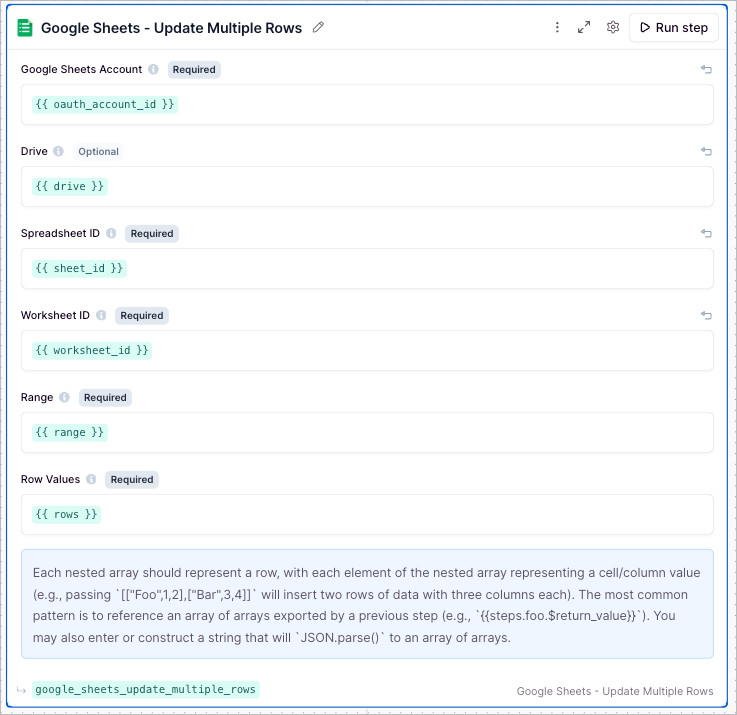 Google Sheets - Update Multiple Rows
Run step
Google Sheets Account Required
{{ oauth_account_id }}
Drive Optional
{{ drive }}
Spreadsheet ID Required
{{ sheet_id }}
Worksheet ID Required
{{ worksheet_id }}
Range Required
{{ range }}
Row Values Required
{{ rows }}
Each nested array should represent a row, with each element of the nested array representing a cell/column value
(e.g., passing `[["Foo",1,2],["Bar",3,4]]` will insert two rows of data with three columns each). The most common
pattern is to reference an array of arrays exported by a previous step (e.g., `{{steps.foo.$return_value}}`). You
may also enter or construct a string that will `JSON.parse()` to an array of arrays.
google_sheets_update_multiple_rows
Google Sheets - Update Multiple Rows